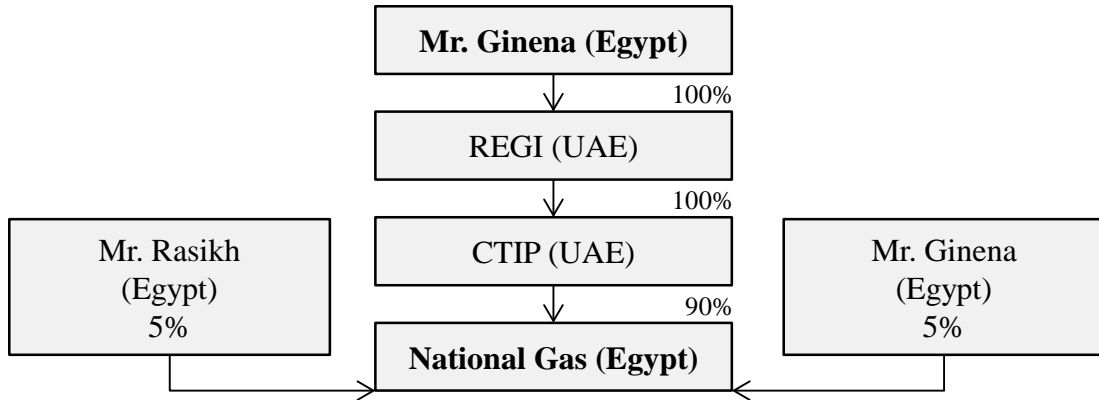 Mr. Ginena (Egypt)
100%
REGI (UAE)
100%
CTIP (UAE)
90%
Mr. Rasikh
(Egypt)
5%
National Gas (Egypt)
Mr. Ginena
(Egypt)
5%